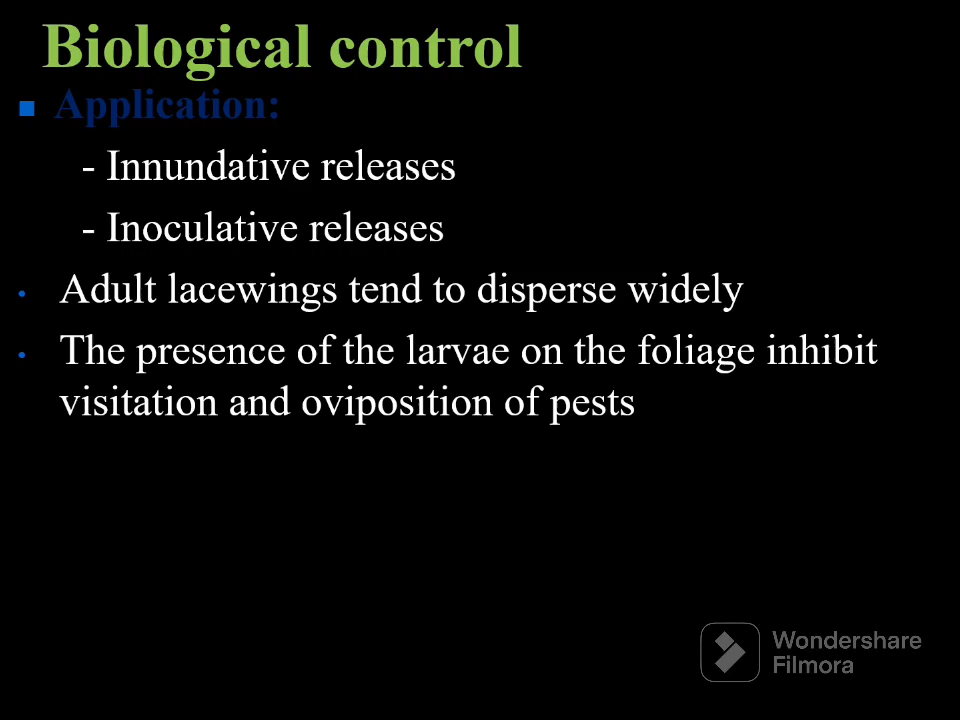 Biological control
Application:
- Innundative releases
- Inoculative releases
• Adult lacewings tend to disperse widely
• The presence of the larvae on the foliage inhibit
visitation and oviposition of pests
Wondershare
Filmora